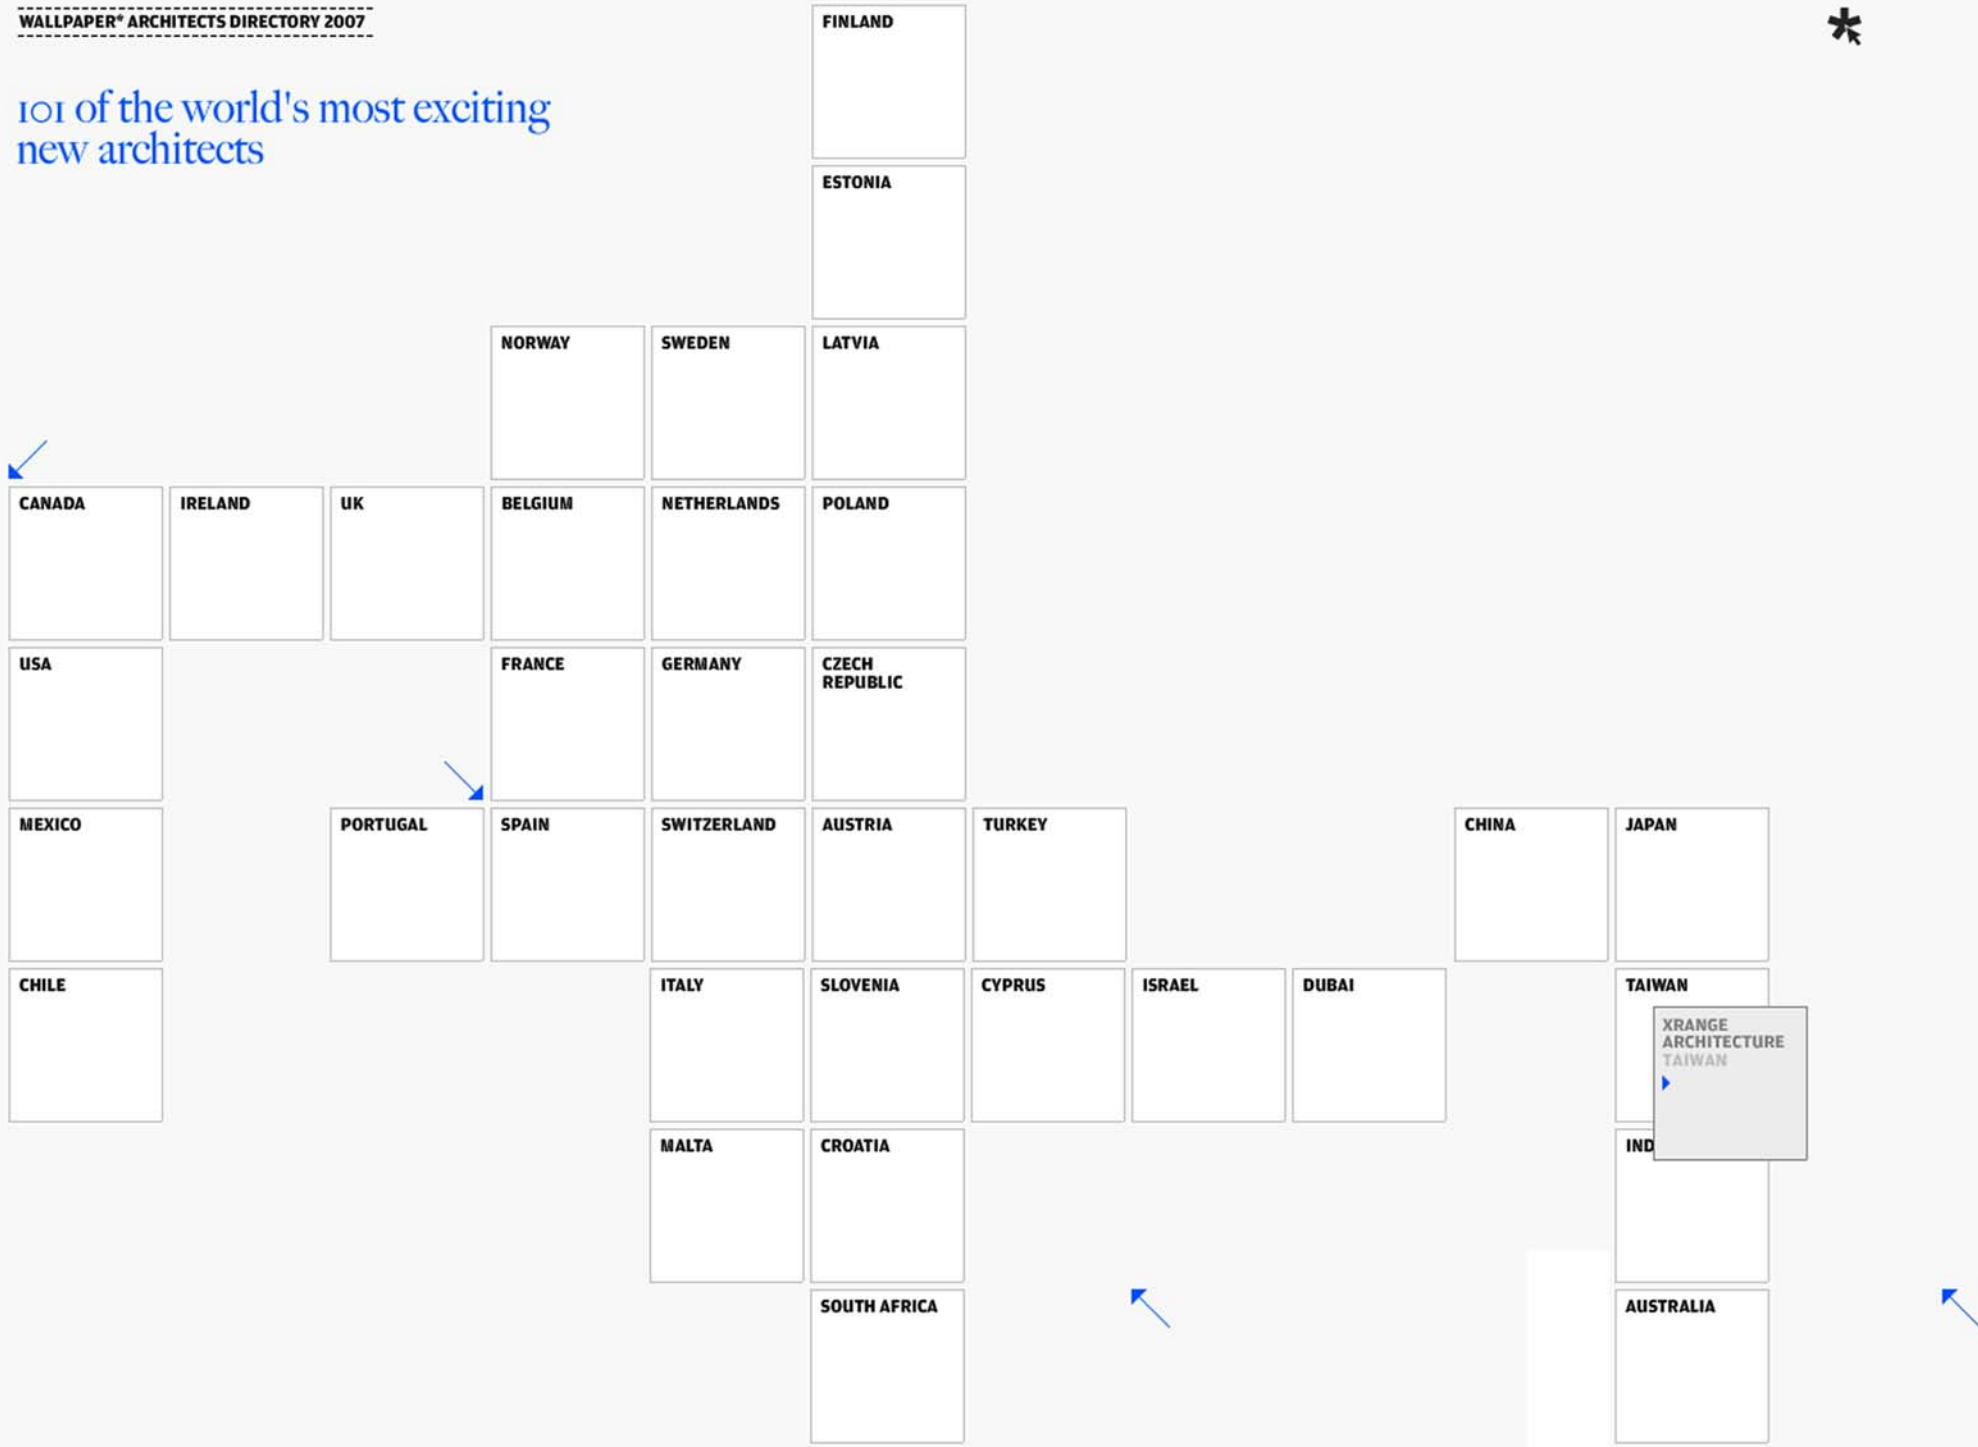 WALLPAPER* ARCHITECTS DIRECTORY 2007
101 of the world's most exciting
new architects
FINLAND
ESTONIA
NORWAY
SWEDEN
LATVIA
CANADA
IRELAND
UK
BELGIUM
NETHERLANDS
POLAND
USA
FRANCE
GERMANY
CZECH
REPUBLIC
MEXICO
PORTUGAL
SPAIN
SWITZERLAND
AUSTRIA
TURKEY
CHINA
JAPAN
CHILE
ITALY
SLOVENIA
CYPRUS
ISRAEL
DUBAI
TAIWAN
XRANGE
ARCHITECTURE
TAIWAN
MALTA
CROATIA
IND
SOUTH AFRICA
AUSTRALIA